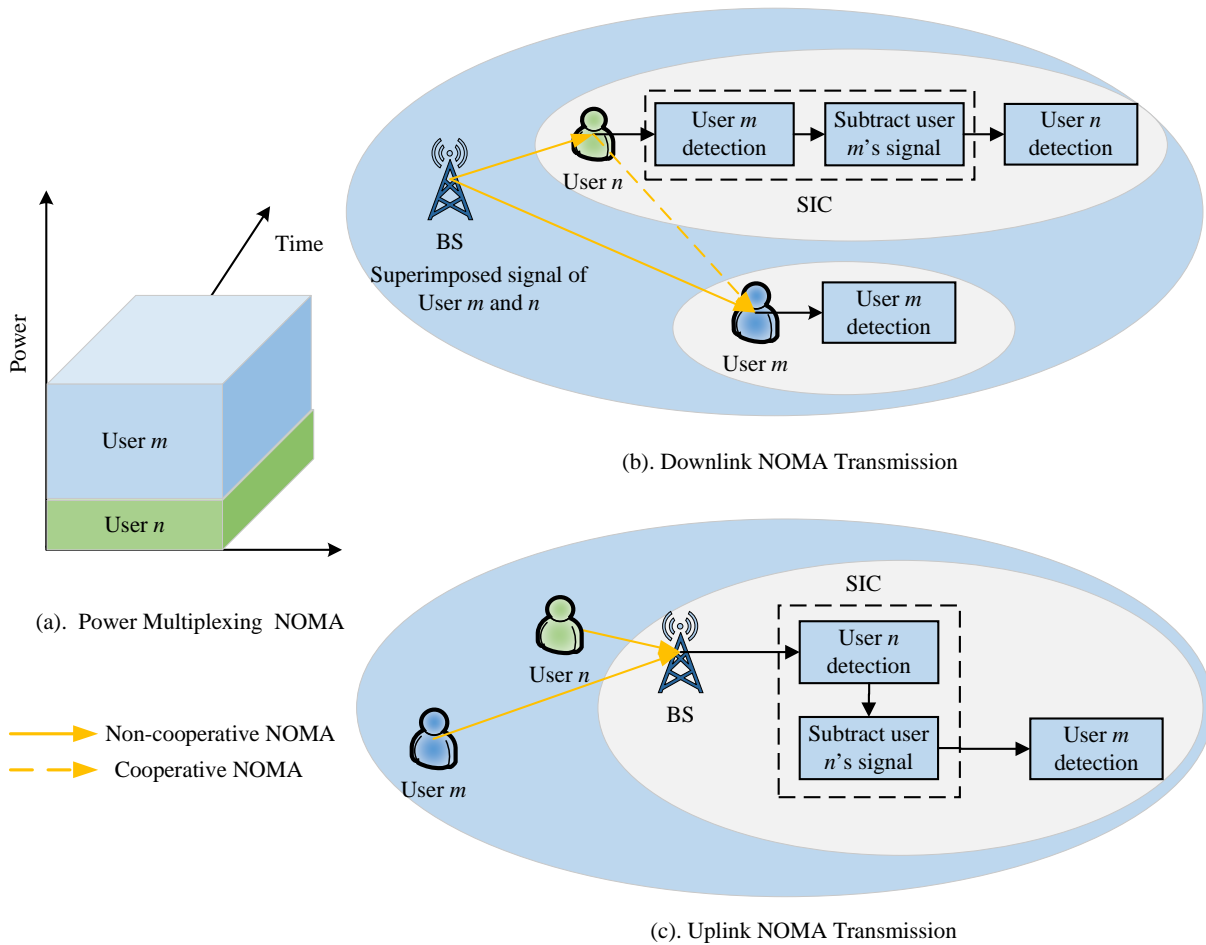 Power
Time
User m
User n
(a). Power Multiplexing NOMA
Non-cooperative NOMA
Cooperative NOMA
BS
Superimposed signal of
User m and n
User n
User m
detection
Subtract user
m's signal
User n
detection
SIC
User m
User m
detection
(b). Downlink NOMA Transmission
User n
User m
BS
SIC
User n
detection
Subtract user
n's signal
User m
detection
(c). Uplink NOMA Transmission